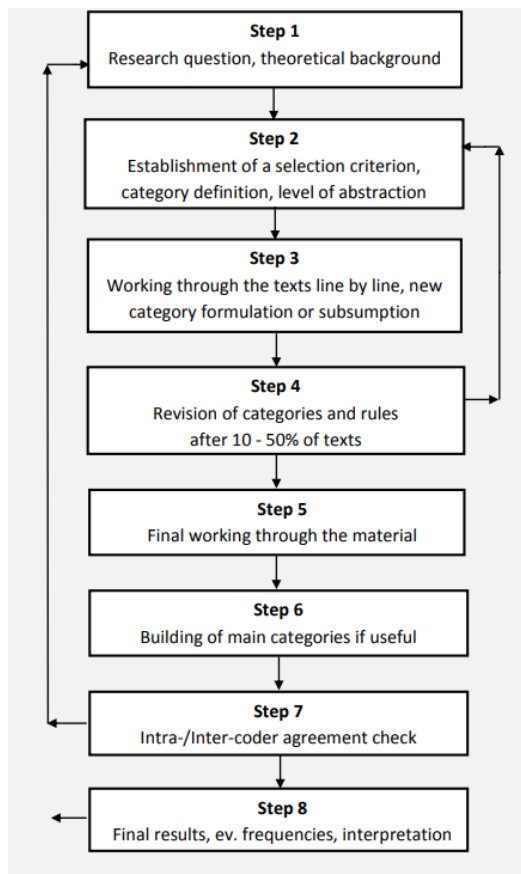 Step 1
Research question, theoretical background
Step 2
Establishment of a selection criterion,
category definition, level of abstraction
Step 3
Working through the texts line by line, new
category formulation or subsumption
Step 4
Revision of categories and rules
after 10 - 50% of texts
Step 5
Final working through the material
Step 6
Building of main categories if useful
Step 7
Intra-/Inter-coder agreement check
Step 8
Final results, ev. frequencies, interpretation